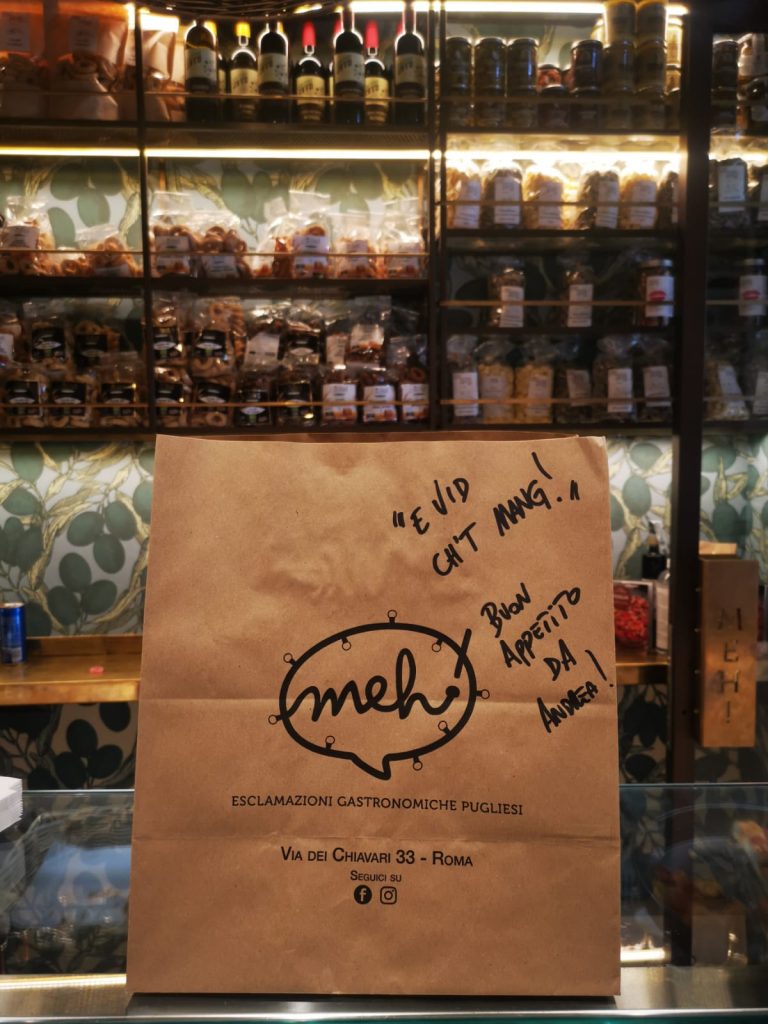 "E VID
CH'T MANG!"
BUON
APPETITO
DA
ANDREA!
meh!
ESCLAMAZIONI GASTRONOMICHE PUGLIESI
VIA DEI CHIAVARI 33 - ROMA
SEGUICI SU
MEH!